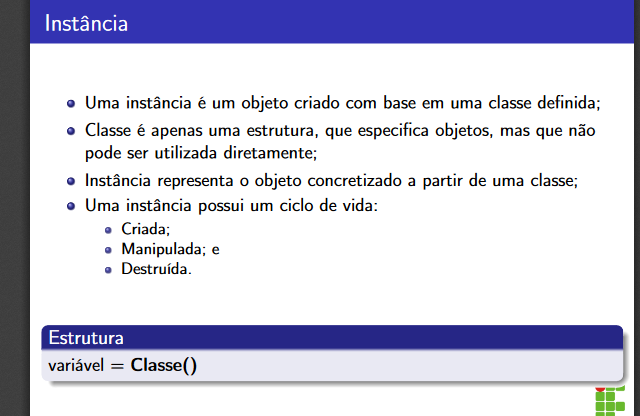 Instância
Uma instância é um objeto criado com base em uma classe definida;
Classe é apenas uma estrutura, que especifica objetos, mas que não
pode ser utilizada diretamente;
Instância representa o objeto concretizado a partir de uma classe;
Uma instância possui um ciclo de vida:
Criada;
Manipulada; e
Destruída.
Estrutura
variável = Classe()